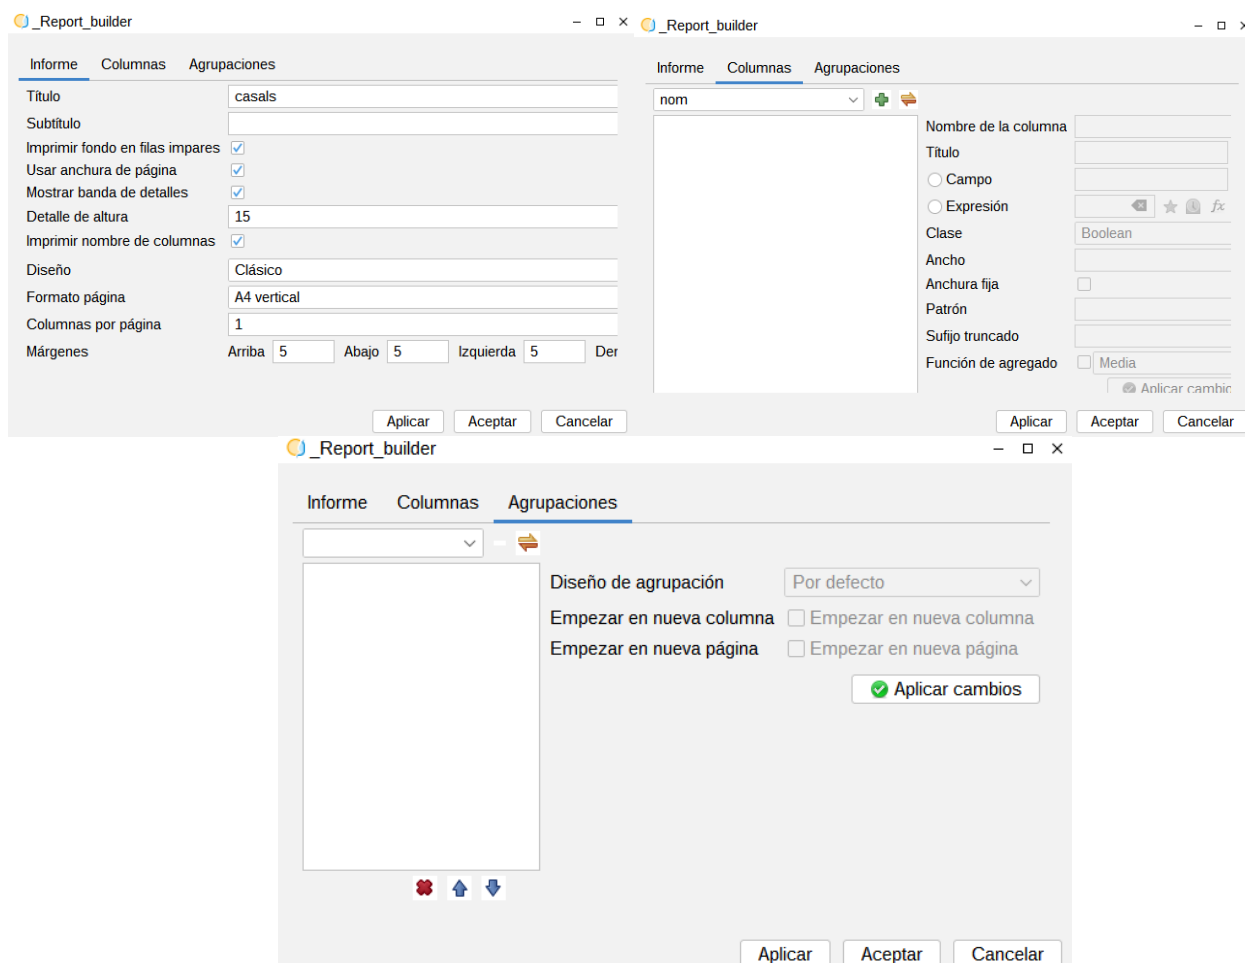 _Report_builder
Informe Columnas Agrupaciones
Título casals
Subtítulo
Imprimir fondo en filas impares
Usar anchura de página
Mostrar banda de detalles
Detalle de altura 15
Imprimir nombre de columnas
Diseño Clásico
Formato página A4 vertical
Columnas por página 1
Márgenes Arriba 5 Abajo 5 Izquierda 5 Der
Aplicar Aceptar Cancelar
_Report_builder
Informe Columnas Agrupaciones
nom
Nombre de la columna
Título
Campo
Expresión fx
Clase Boolean
Ancho
Anchura fija
Patrón
Sufijo truncado
Función de agregado Media
Aplicar cambic
Aplicar Aceptar Cancelar
_Report_builder
Informe Columnas Agrupaciones
Diseño de agrupación Por defecto
Empezar en nueva columna Empezar en nueva columna
Empezar en nueva página Empezar en nueva página
Aplicar cambios
Aplicar Aceptar Cancelar